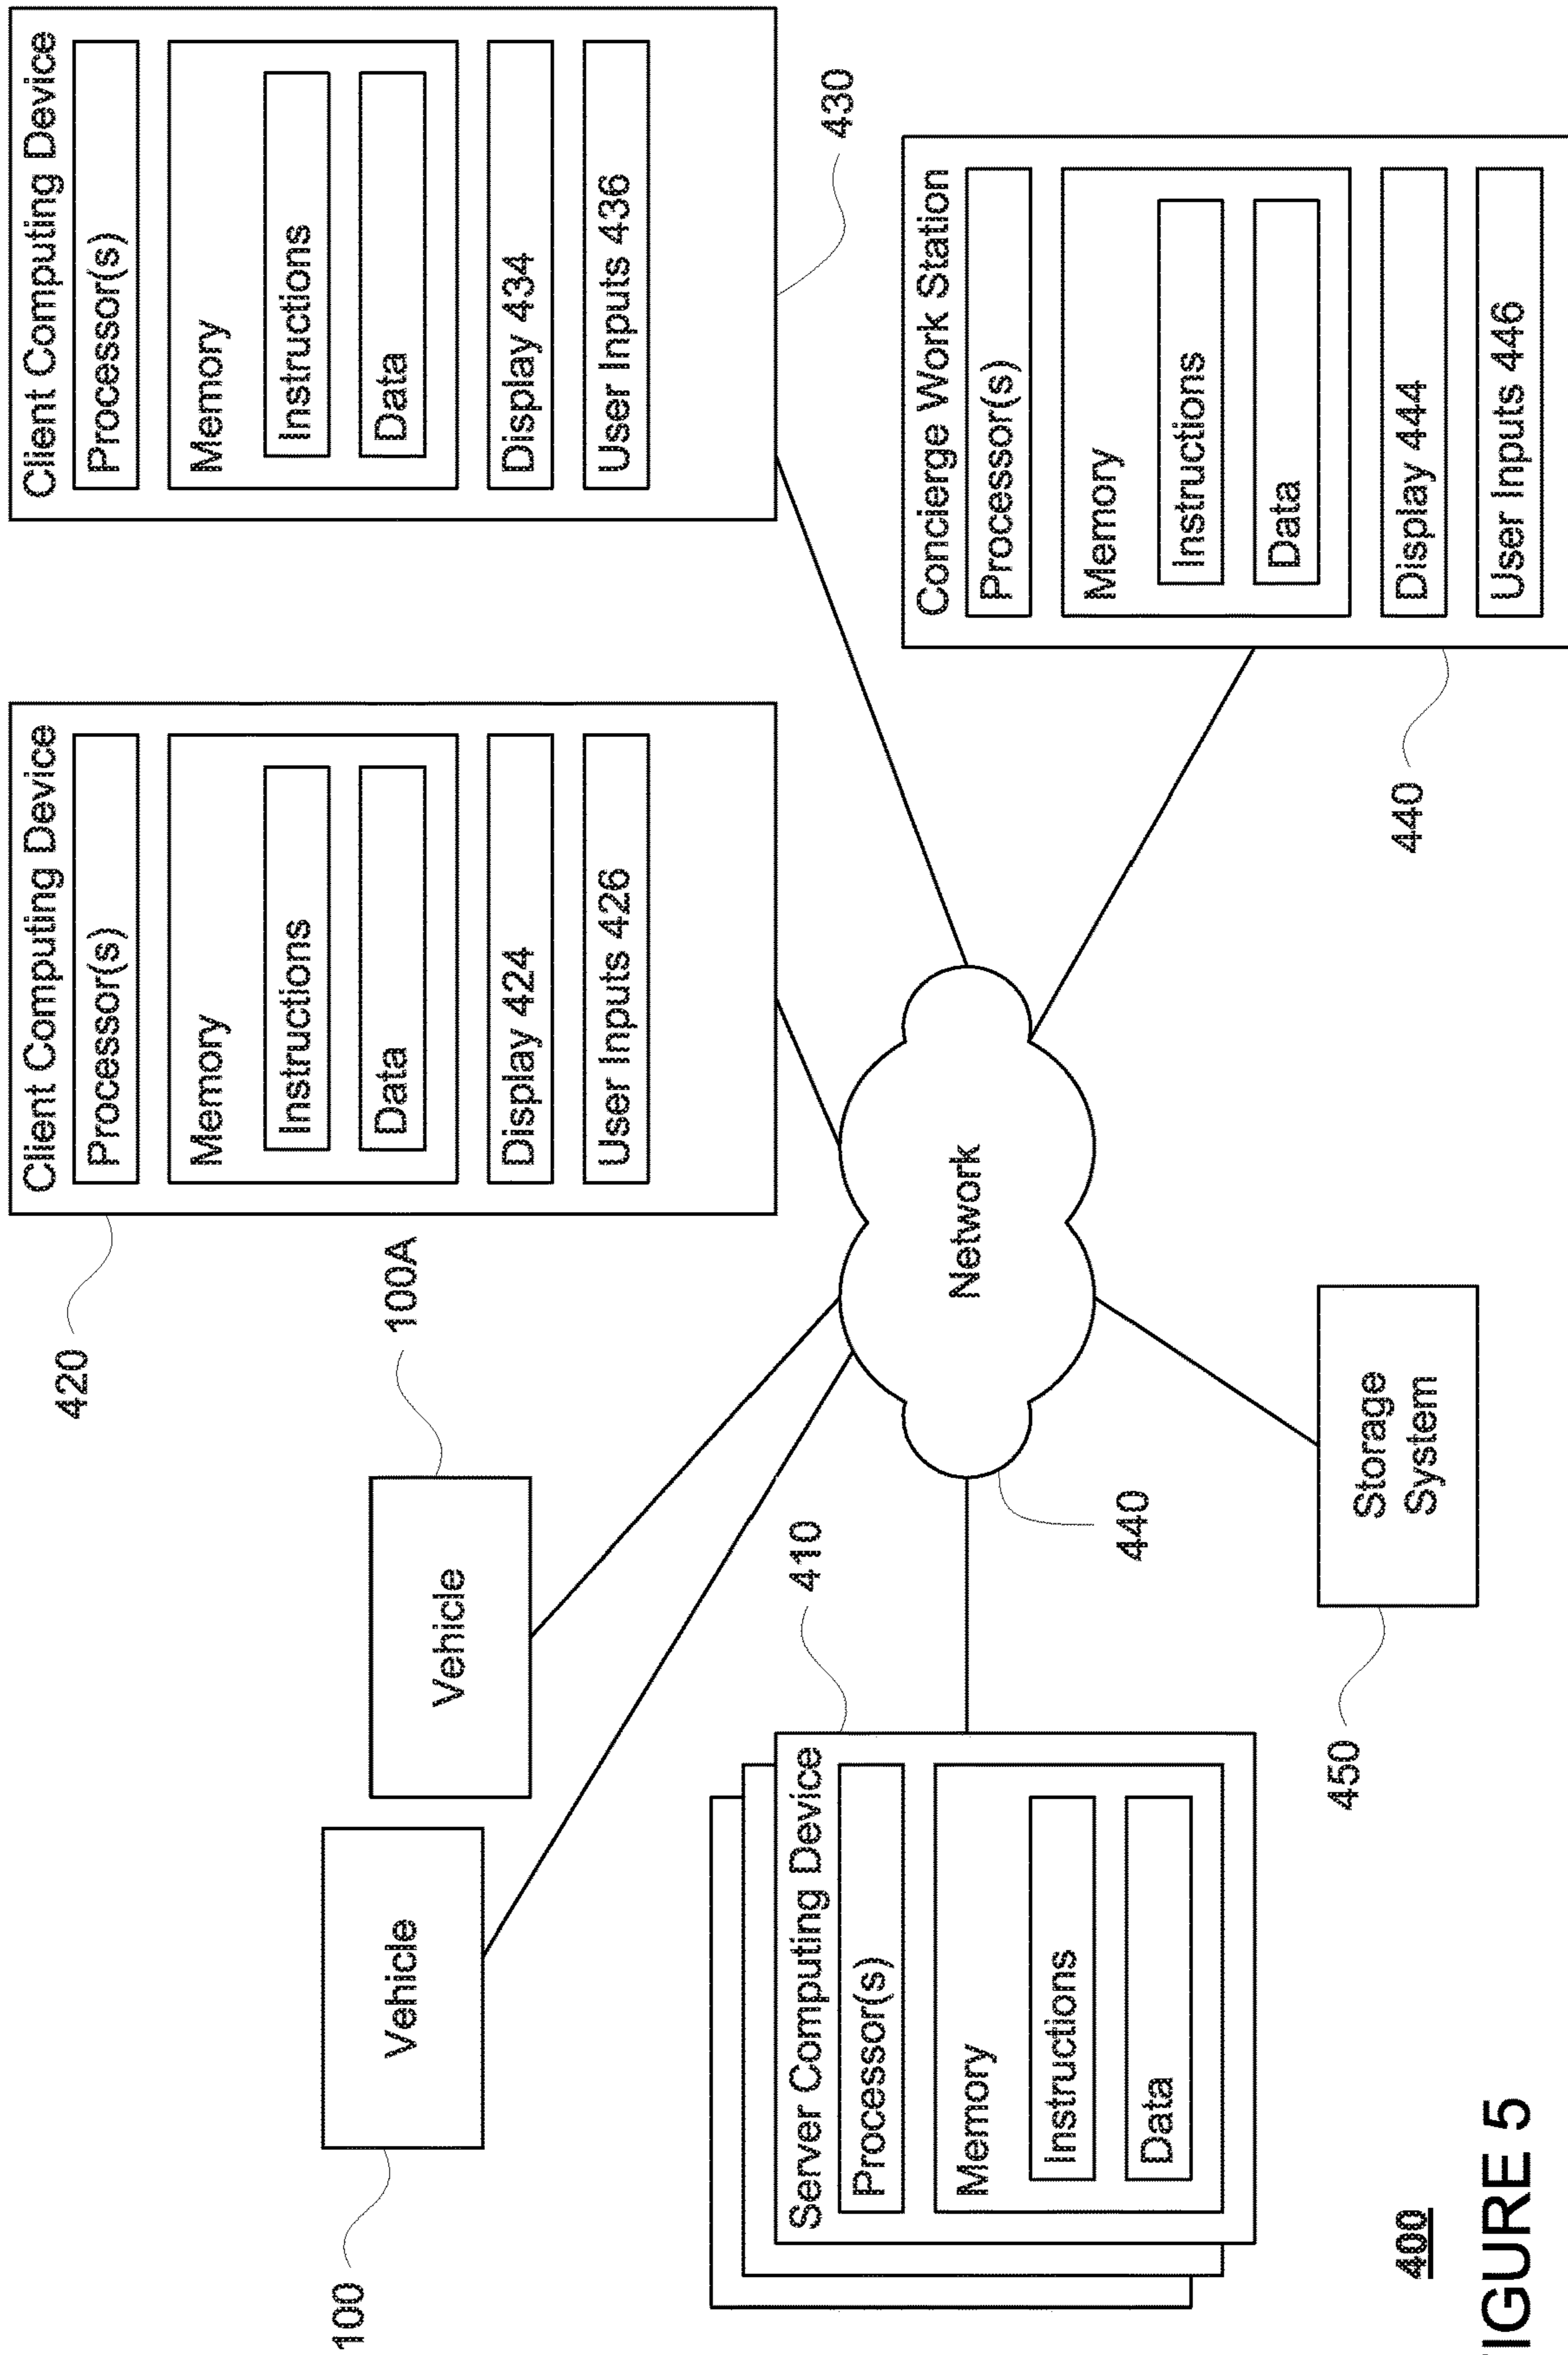 100
Vehicle
Vehicle
100A
420
Client Computing Device
Processor(s)
Memory
Instructions
Data
Display 424
User Inputs 426
Client Computing Device
Processor(s)
Memory
Instructions
Data
Display 434
User Inputs 436
430
Server Computing Device
Processor(s)
Memory
Instructions
Data
410
Network
440
Concierge Work Station
Processor(s)
Memory
Instructions
Data
Display 444
User Inputs 446
440
450
Storage
System
400
FIGURE 5